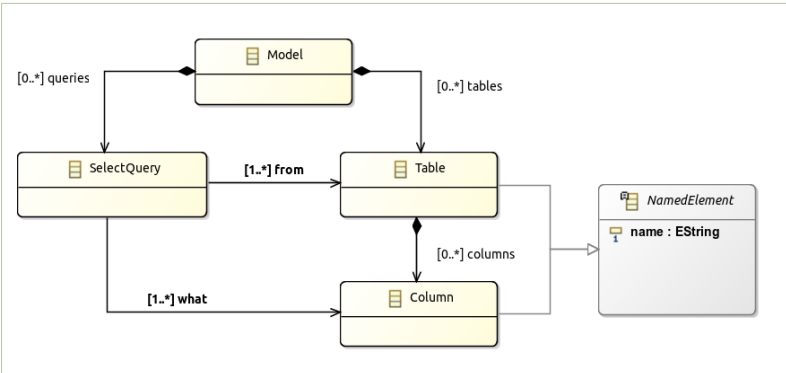 Model
[0..*] queries
[0..*] tables
SelectQuery
[1..*] from
Table
NamedElement
name : EString
[0..*] columns
[1..*] what
Column
1